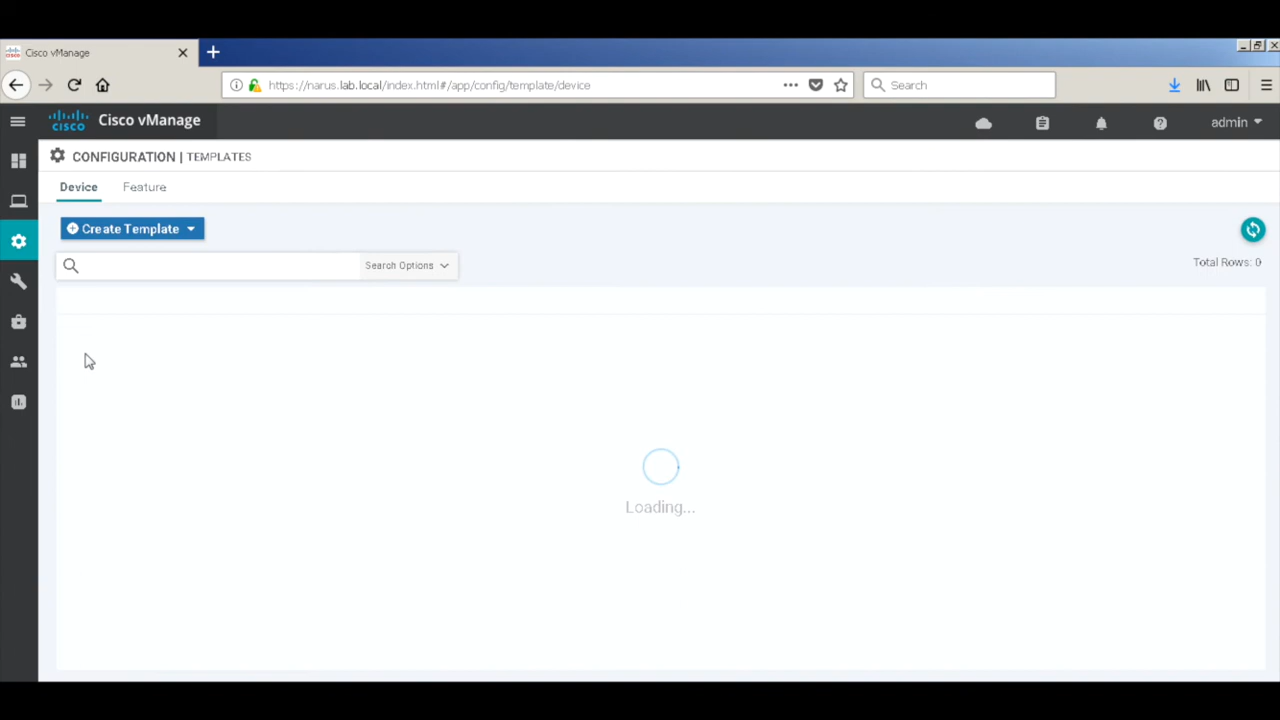 Cisco vManage
https://narus.lab.local/index.html#/app/config/template/device
Search
cisco Cisco vManage
admin
CONFIGURATION | TEMPLATES
Device Feature
Create Template
Search Options
Total Rows: 0
Loading...